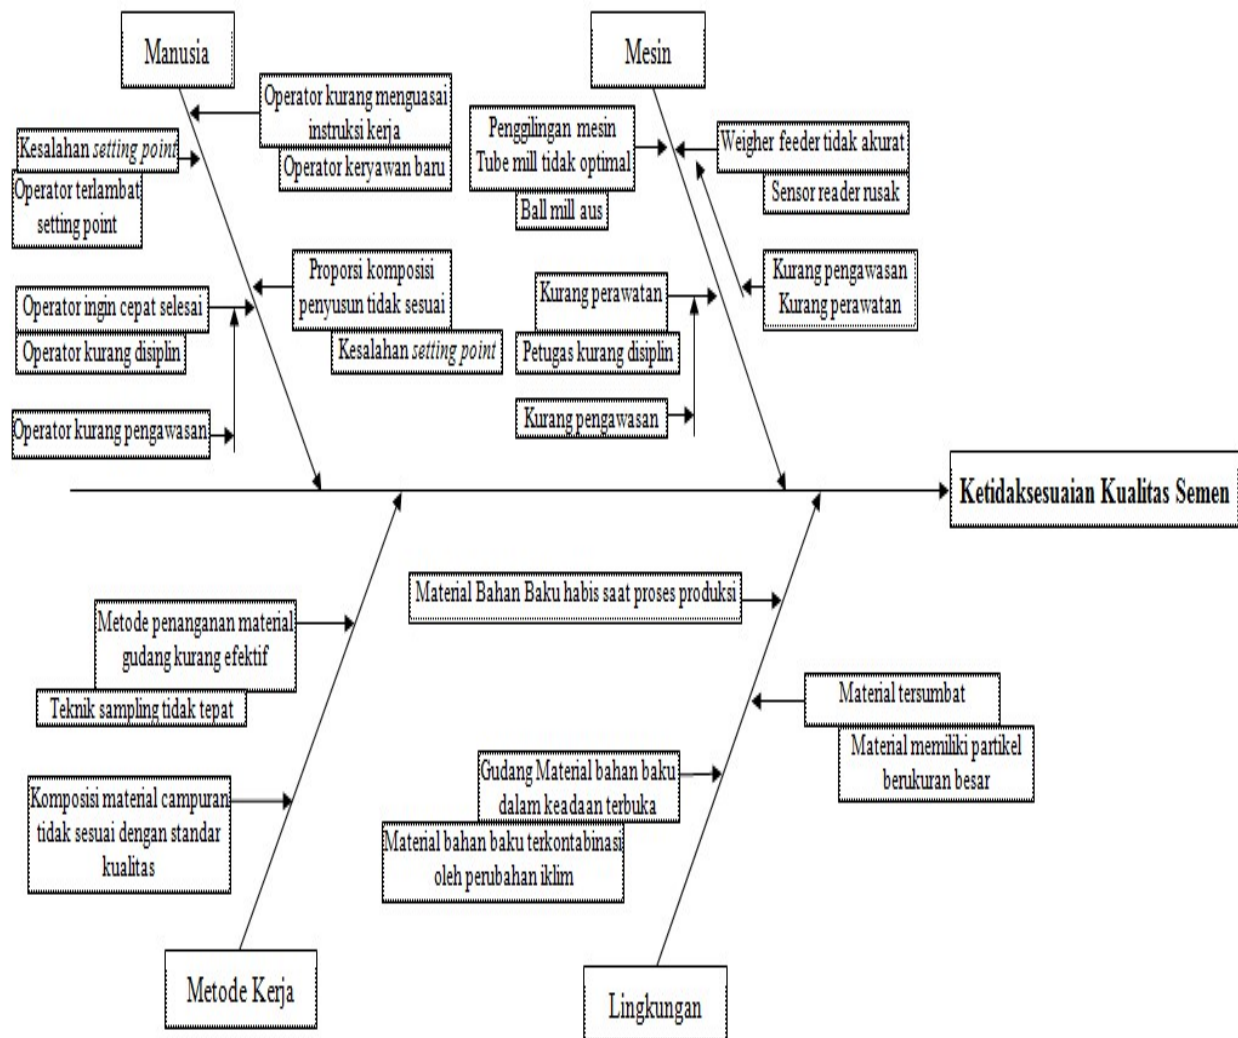 Manusia
Operator kurang menguasai
instruksi kerja
Operator keryawan baru
Kesalahan setting point
Operator terlambat
setting point
Proporsi komposisi
penyusun tidak sesuai
Kesalahan setting point
Operator ingin cepat selesai
Operator kurang disiplin
Operator kurang pengawasan
Mesin
Penggilingan mesin
Tube mill tidak optimal
Ball mill aus
Weigher feeder tidak akurat
Sensor reader rusak
Kurang pengawasan
Kurang perawatan
Kurang perawatan
Petugas kurang disiplin
Kurang pengawasan
Ketidaksesuaian Kualitas Semen
Metode penanganan material
gudang kurang efektif
Teknik sampling tidak tepat
Komposisi material campuran
tidak sesuai dengan standar
kualitas
Metode Kerja
Material Bahan Baku habis saat proses produksi
Material tersumbat
Material memiliki partikel
berukuran besar
Gudang Material bahan baku
dalam keadaan terbuka
Material bahan baku terkontabinasi
oleh perubahan iklim
Lingkungan